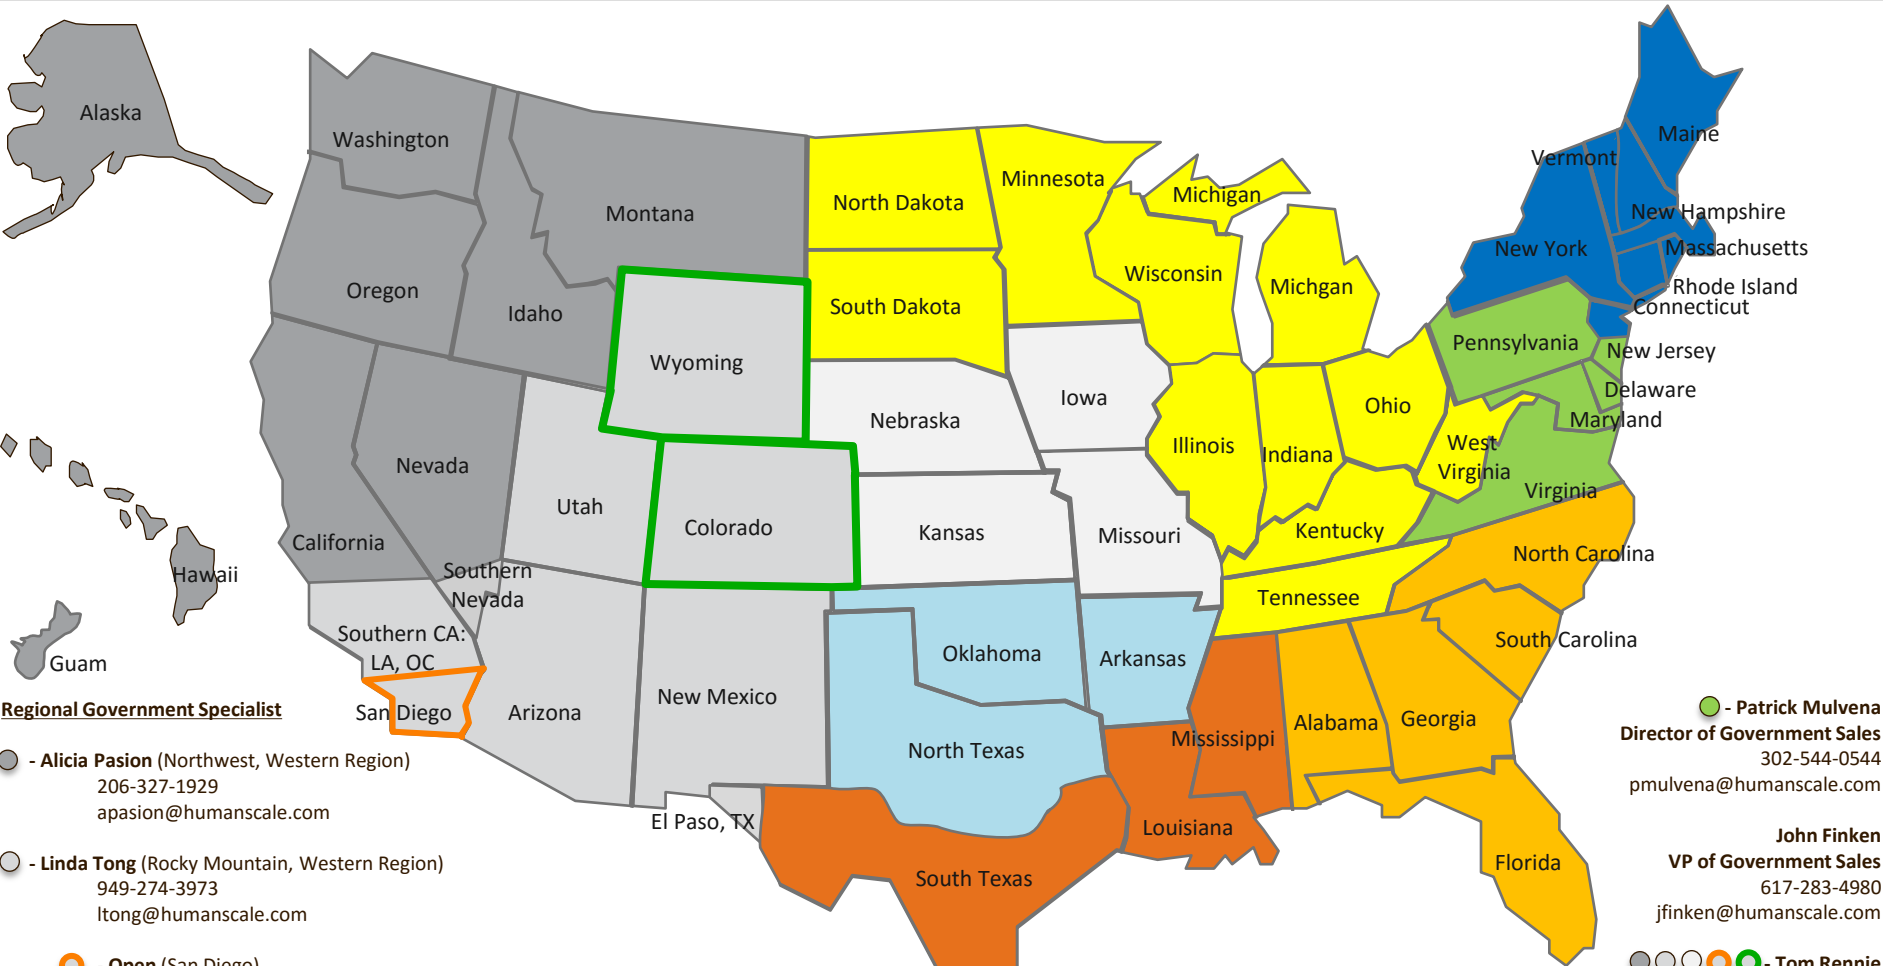 Alaska
Washington
Montana
Oregon
Idaho
Wyoming
North Dakota
South Dakota
Minnesota
Michigan
Wisconsin
Michgan
Maine
Vermont
New Hampshire
New York
Massachusetts
Rhode Island
Connecticut
Pennsylvania
New Jersey
Delaware
Maryland
Nebraska
Iowa
Illinois
Indiana
Ohio
West
Virginia
Virginia
Nevada
Utah
Colorado
Kansas
Missouri
Kentucky
California
Hawaii
Southern
Nevada
North Carolina
Tennessee
South Carolina
Southern CA:
LA, OC
Guam
San Diego
Arizona
New Mexico
Oklahoma
Arkansas
North Texas
Mississippi
Alabama
Georgia
El Paso, TX
Louisiana
South Texas
Florida
Regional Government Specialist
- Alicia Pasion (Northwest, Western Region)
206-327-1929
apasion@humanscale.com
- Linda Tong (Rocky Mountain, Western Region)
949-274-3973
ltong@humanscale.com
Open (San Diego)
- Patrick Mulvena
Director of Government Sales
302-544-0544
pmulvena@humanscale.com
John Finken
VP of Government Sales
617-283-4980
jfinken@humanscale.com
- Tom Rennie